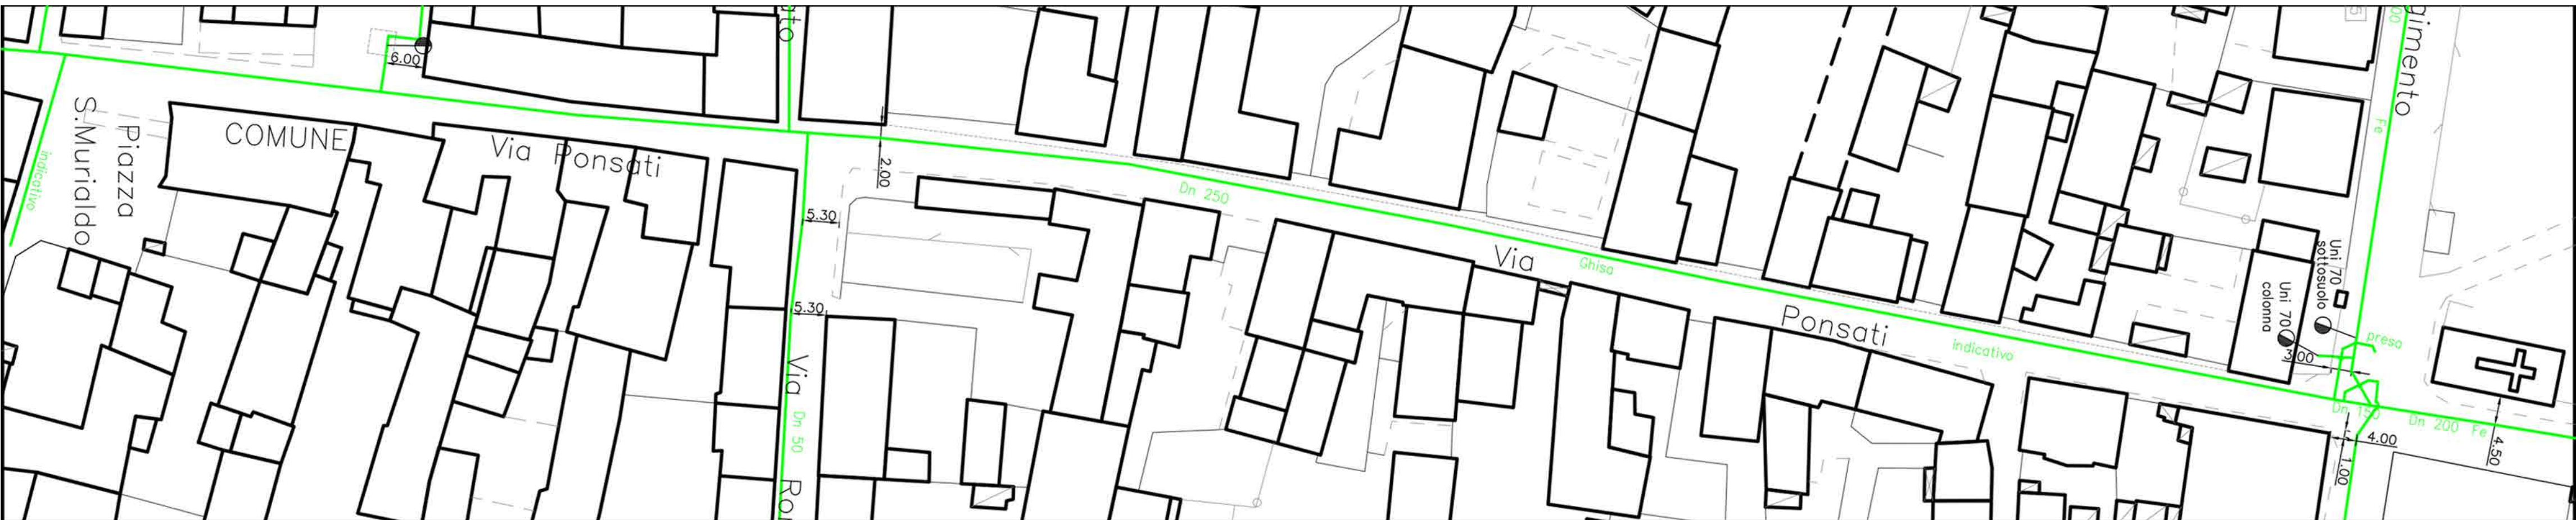 6.00
COMUNE
Piazza
S.Murialdo
indicativo
Via Ponsati
2.00
5.30
5.30
Via
Dn 50
Dn 250
Via
Ghisa
Ponsati
indicativo
Fe
Uni 70
sottosuolo
Uni 70
colonna
3.00
presa
Dn 150
Dn 200 Fe
4.00
1.00
4.50